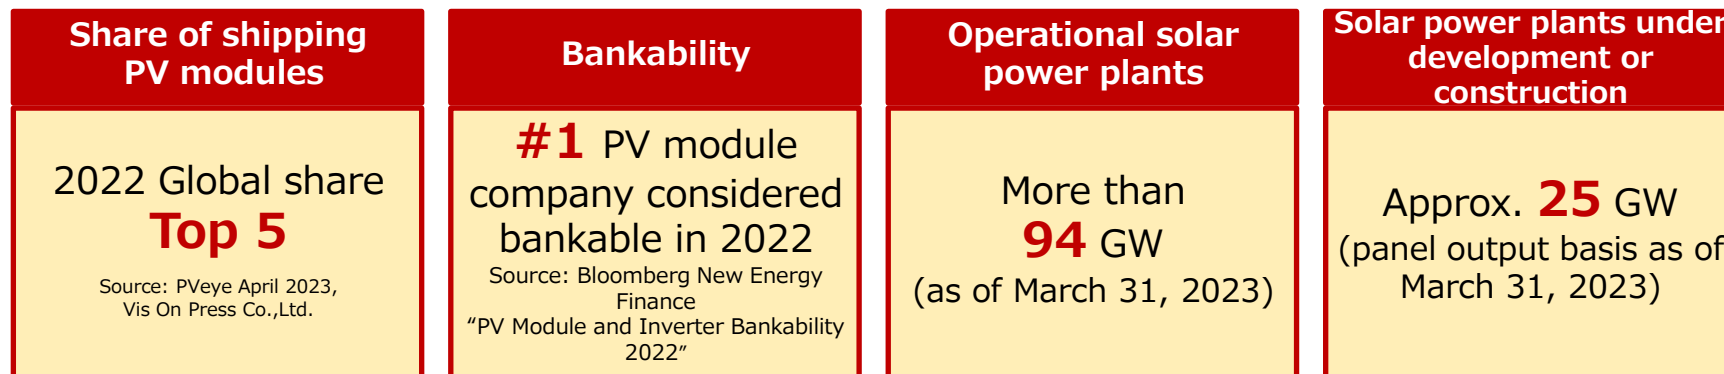 Share of shipping
PV modules
2022 Global share
Top 5
Source: PVeye April 2023,
Vis On Press Co.,Ltd.
Bankability
#1 PV module
company considered
bankable in 2022
Source: Bloomberg New Energy
Finance
“PV Module and Inverter Bankability
2022”
Operational solar
power plants
More than
94 GW
(as of March 31, 2023)
Solar power plants under
development or
construction
Approx. 25 GW
(panel output basis as of
March 31, 2023)